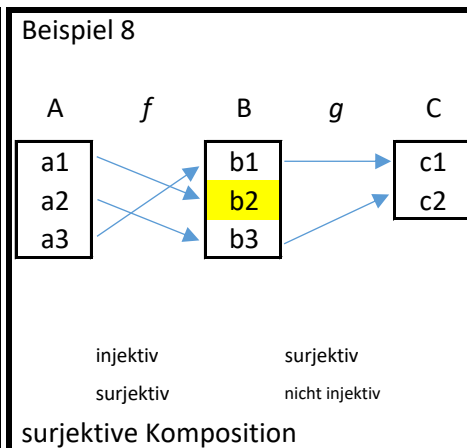 Beispiel 8
A f B g C
a1 b1 c1
a2 b2 c2
a3 b3
injektiv surjektiv
surjektiv nicht injektiv
surjektive Komposition